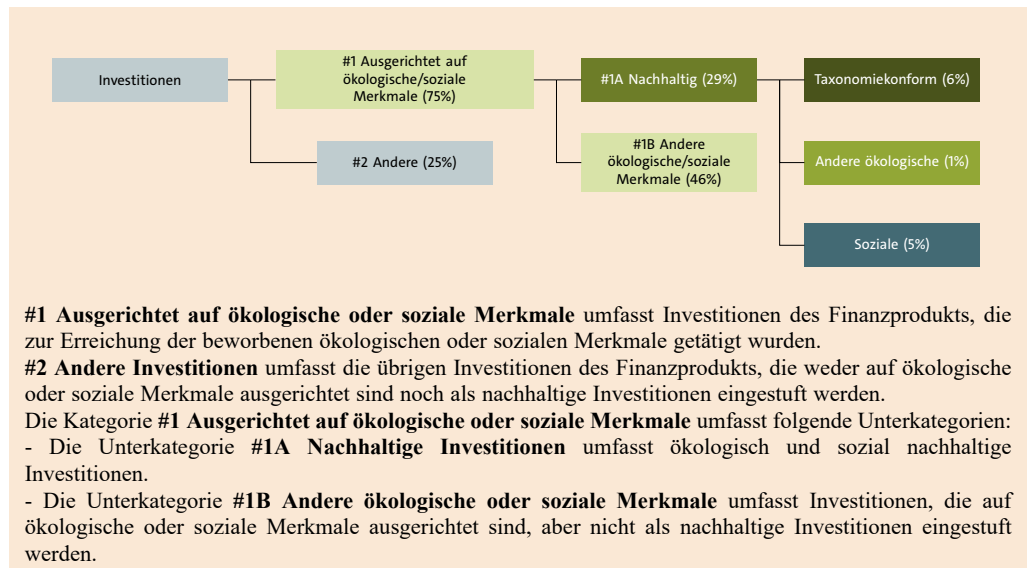 Investitionen
#1 Ausgerichtet auf
ökologische/soziale
Merkmale (75%)
#1A Nachhaltig (29%)
Taxonomiekonform (6%)
#2 Andere (25%)
#1B Andere
ökologische/soziale
Merkmale (46%)
Andere ökologische (1%)
Soziale (5%)
#1 Ausgerichtet auf ökologische oder soziale Merkmale umfasst Investitionen des Finanzprodukts, die
zur Erreichung der beworbenen ökologischen oder sozialen Merkmale getätigt wurden.
#2 Andere Investitionen umfasst die übrigen Investitionen des Finanzprodukts, die weder auf ökologische
oder soziale Merkmale ausgerichtet sind noch als nachhaltige Investitionen eingestuft werden.
Die Kategorie #1 Ausgerichtet auf ökologische oder soziale Merkmale umfasst folgende Unterkategorien:
- Die Unterkategorie #1A Nachhaltige Investitionen umfasst ökologisch und sozial nachhaltige
Investitionen.
- Die Unterkategorie #1B Andere ökologische oder soziale Merkmale umfasst Investitionen, die auf
ökologische oder soziale Merkmale ausgerichtet sind, aber nicht als nachhaltige Investitionen eingestuft
werden.